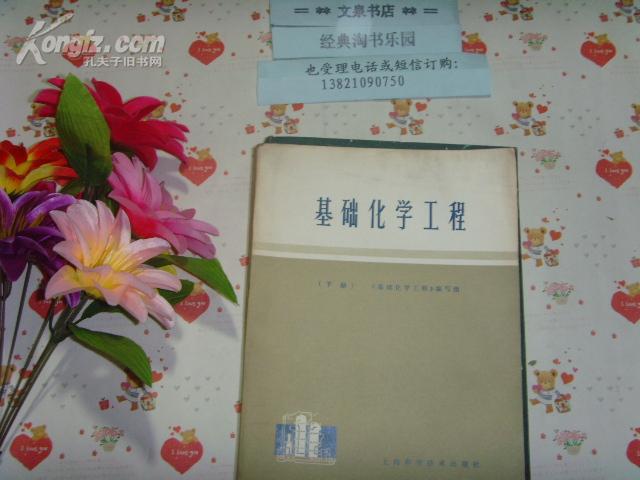 Kongfz.com
孔夫子旧书网
文泉书店
经典淘书乐园
也受理电话或短信订购:
13821090750
基础化学工程
(下册) 《基础化学工程》编写组
上海科学技术出版社
I love you